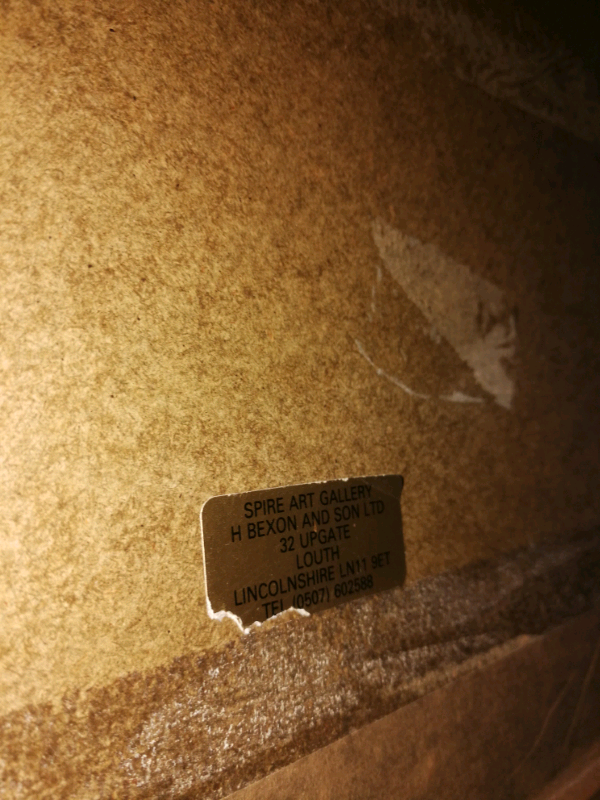 SPIRE ART GALLERY
H BEXON AND SON LTD
32 UPGATE
LOUTH
LINCOLNSHIRE LN11 9ET
TEL (0507) 602588